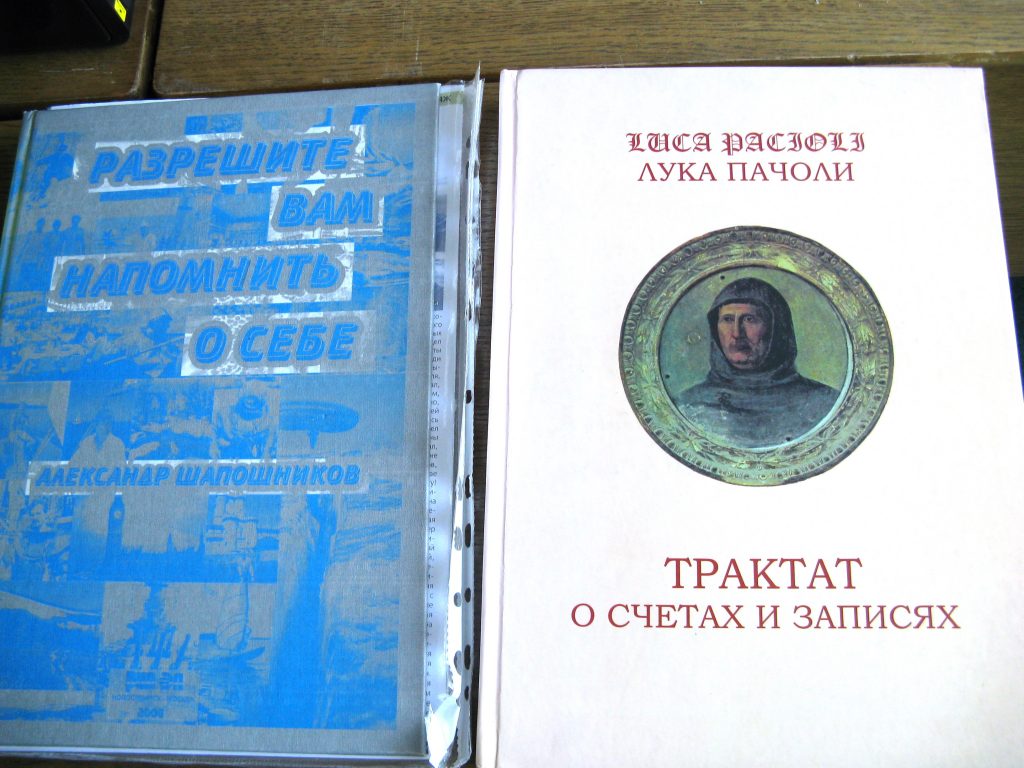 РАЗРЕШИТЕ
ВАМ
НАПОМНИТЬ
О СЕБЕ
АЛЕКСАНДР ШАПОШНИКОВ
LUCA PACIOLI
ЛУКА ПАЧОЛИ
ТРАКТАТ
О СЧЕТАХ И ЗАПИСЯХ